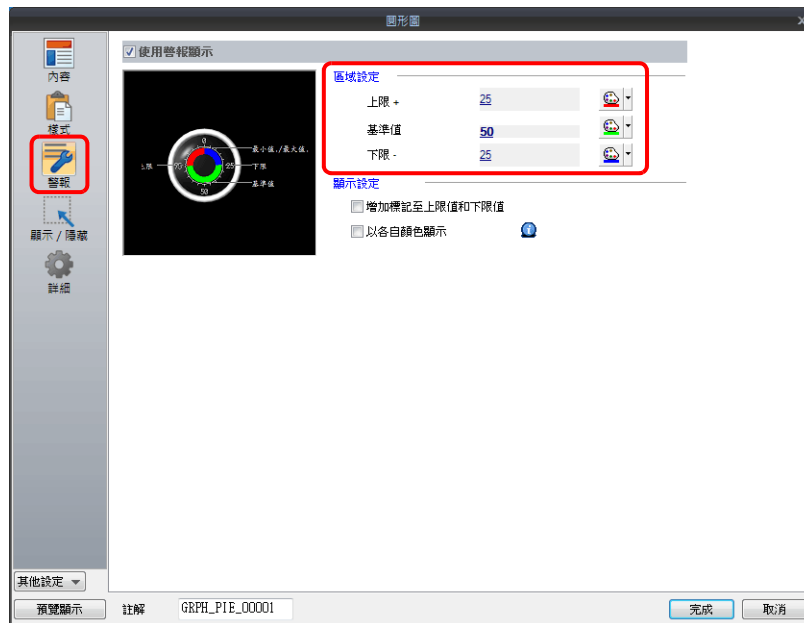 圓形圖
內容
樣式
警報
顯示 / 隱藏
詳細
其他設定
預覽顯示
使用警報顯示
0
最小值./最大值.
上限
70
25
下限
基準值
50
區域設定
上限 +
25
基準值
50
下限 -
25
顯示設定
增加標記至上限值和下限值
以各自顏色顯示
註解
GRPH_PIE_00001
完成
取消